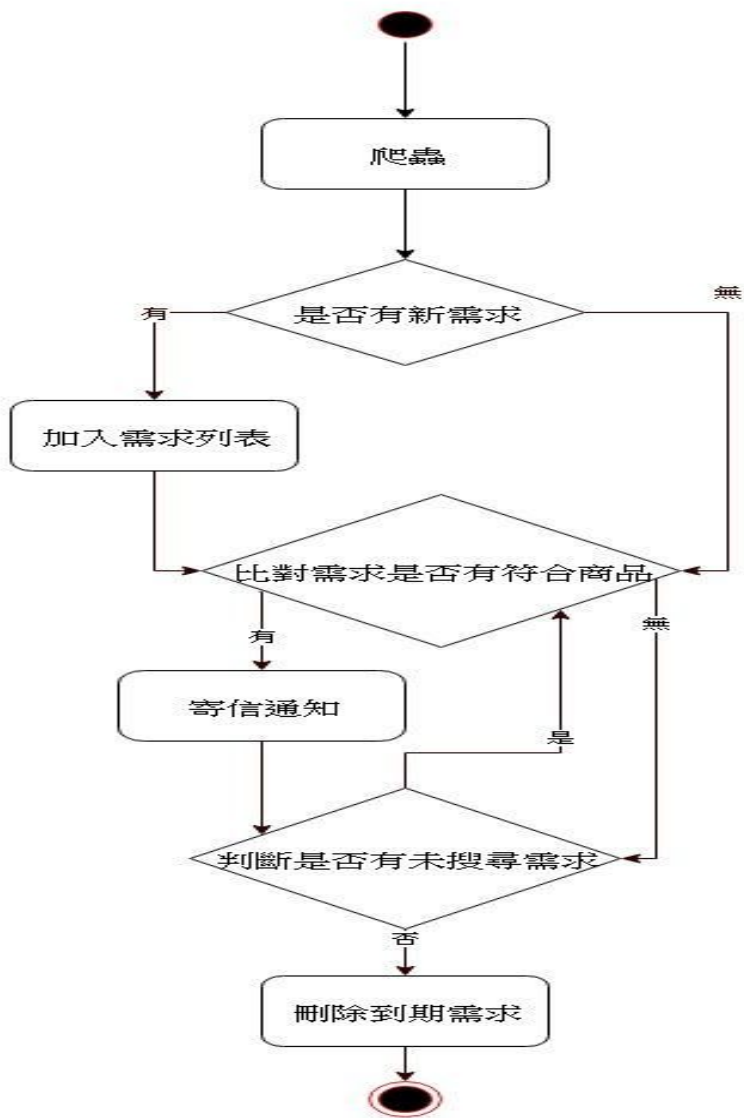 爬蟲
是否有新需求
有
無
加入需求列表
比對需求是否有符合商品
有
無
寄信通知
是
判斷是否有未搜尋需求
否
刪除到期需求